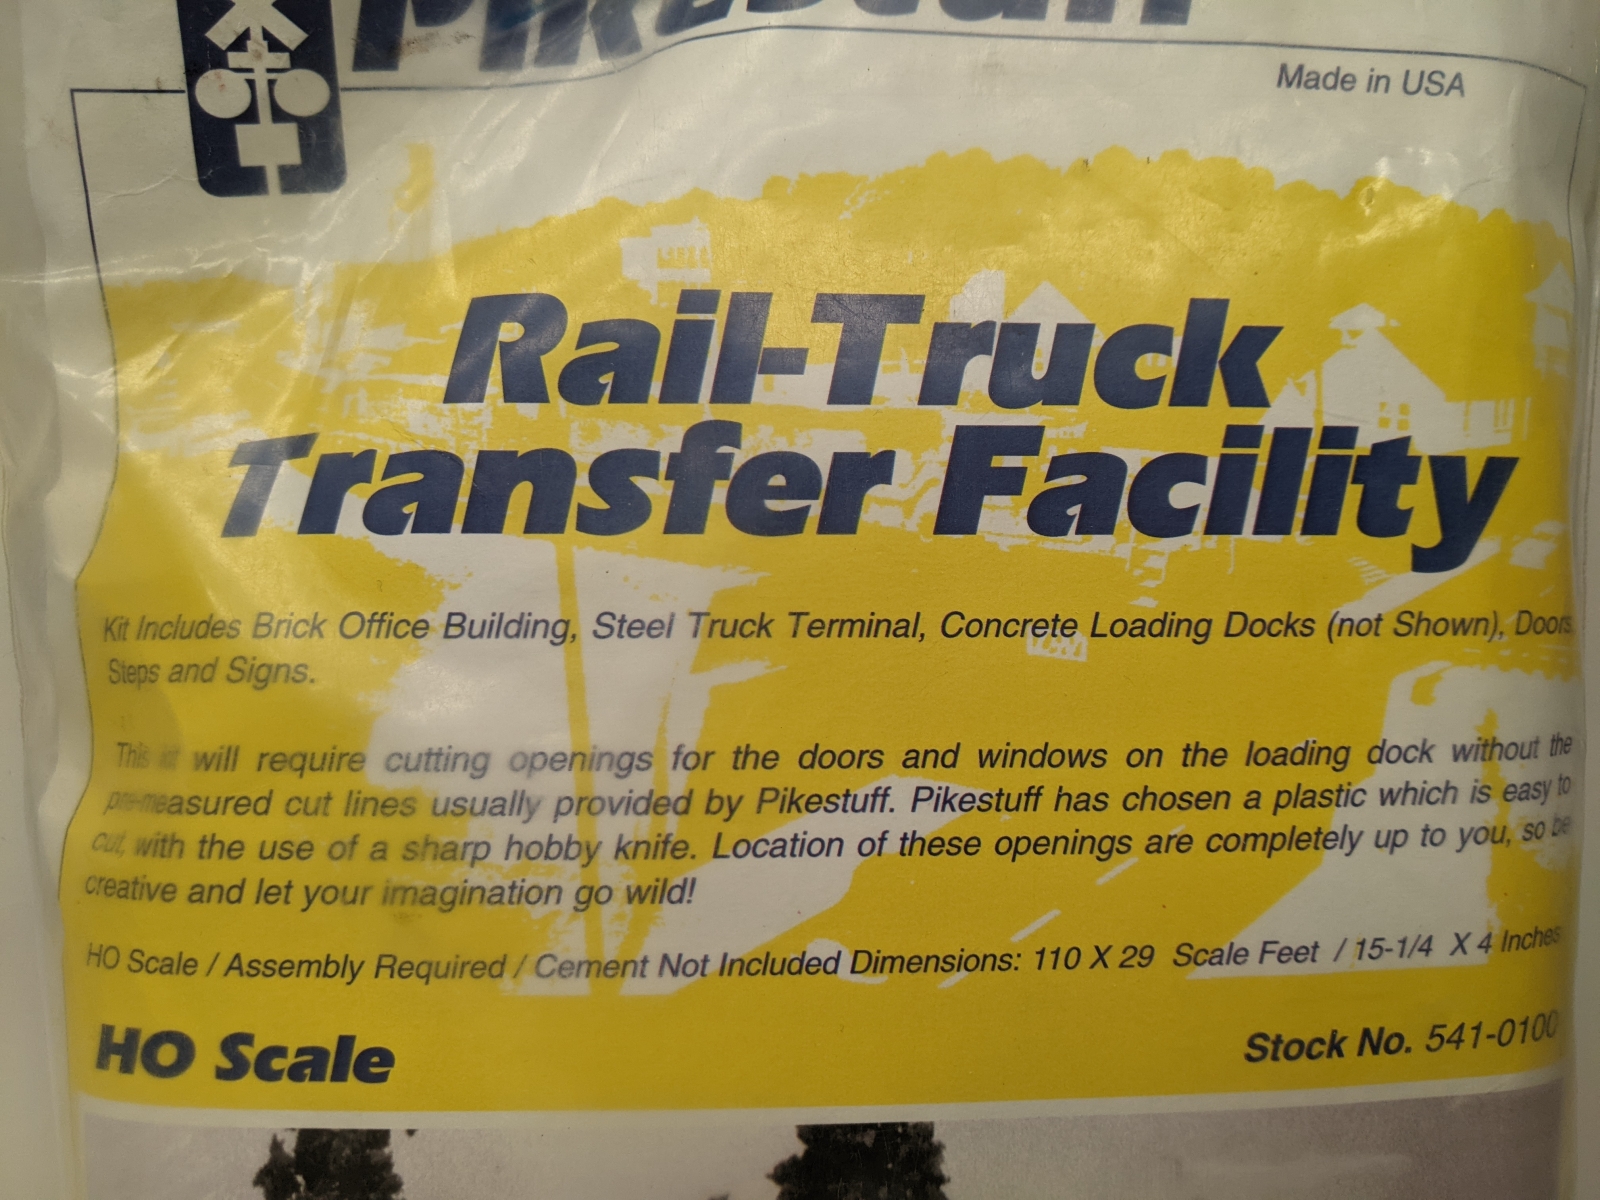 Pikestuff
Made in USA
Rail-Truck
Transfer Facility
Kit Includes Brick Office Building, Steel Truck Terminal, Concrete Loading Docks (not Shown), Doors,
Steps and Signs.
This kit will require cutting openings for the doors and windows on the loading dock without the
pre-measured cut lines usually provided by Pikestuff. Pikestuff has chosen a plastic which is easy to
cut, with the use of a sharp hobby knife. Location of these openings are completely up to you, so be
creative and let your imagination go wild!
HO Scale / Assembly Required / Cement Not Included Dimensions: 110 X 29 Scale Feet / 15-1/4 X 4 Inches
HO Scale
Stock No. 541-0100